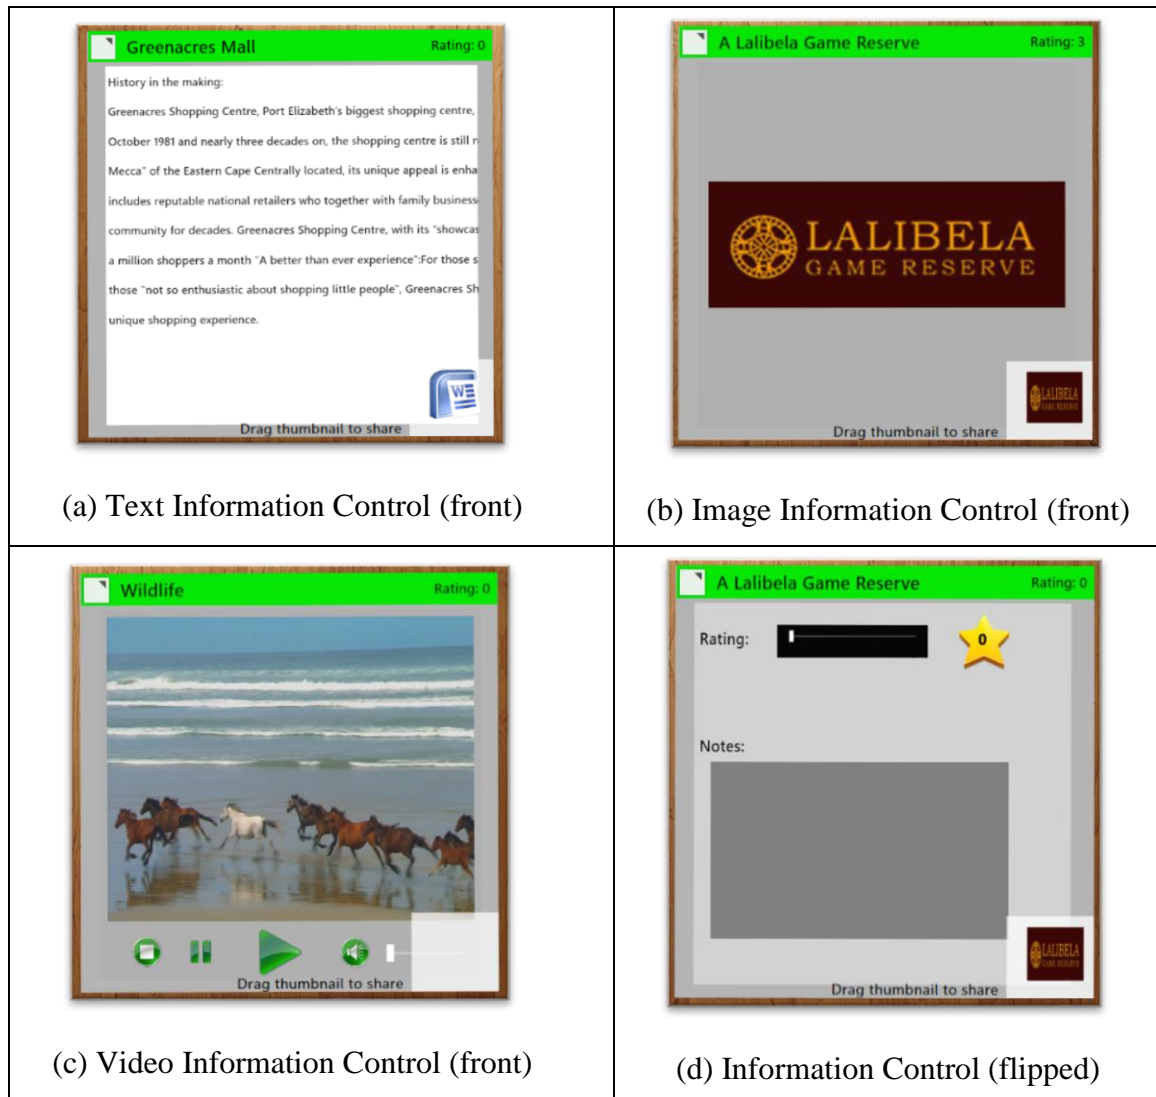 Greenacres Mall
Rating: 0
History in the making:
Greenacres Shopping Centre, Port Elizabeth's biggest shopping centre,
October 1981 and nearly three decades on, the shopping centre is still r
Mecca" of the Eastern Cape Centrally located, its unique appeal is enha
includes reputable national retailers who together with family business
community for decades. Greenacres Shopping Centre, with its "showcas
a million shoppers a month "A better than ever experience":For those s
those "not so enthusiastic about shopping little people", Greenacres Sh
unique shopping experience.
W
Drag thumbnail to share
(a) Text Information Control (front)
A Lalibela Game Reserve
Rating: 3
LALIBELA
GAME RESERVE
LALIBELA
GAME RESERVE
Drag thumbnail to share
(b) Image Information Control (front)
Wildlife
Rating: 0
Drag thumbnail to share
(c) Video Information Control (front)
A Lalibela Game Reserve
Rating: 0
Rating:
0
Notes:
LALIBELA
GAME RESERVE
Drag thumbnail to share
(d) Information Control (flipped)